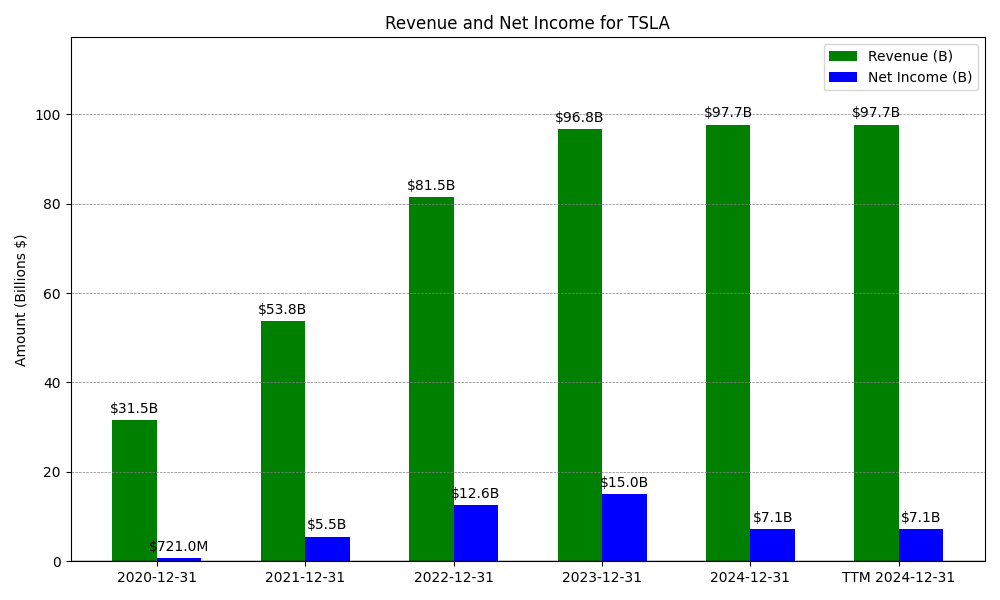 Revenue and Net Income for TSLA
Revenue (B)
Net Income (B)
Amount (Billions $)
100
80
60
40
20
0
$31.5B
$721.0M
$53.8B
$5.5B
$81.5B
$12.6B
$96.8B
$15.0B
$97.7B
$7.1B
$97.7B
$7.1B
2020-12-31
2021-12-31
2022-12-31
2023-12-31
2024-12-31
TTM 2024-12-31